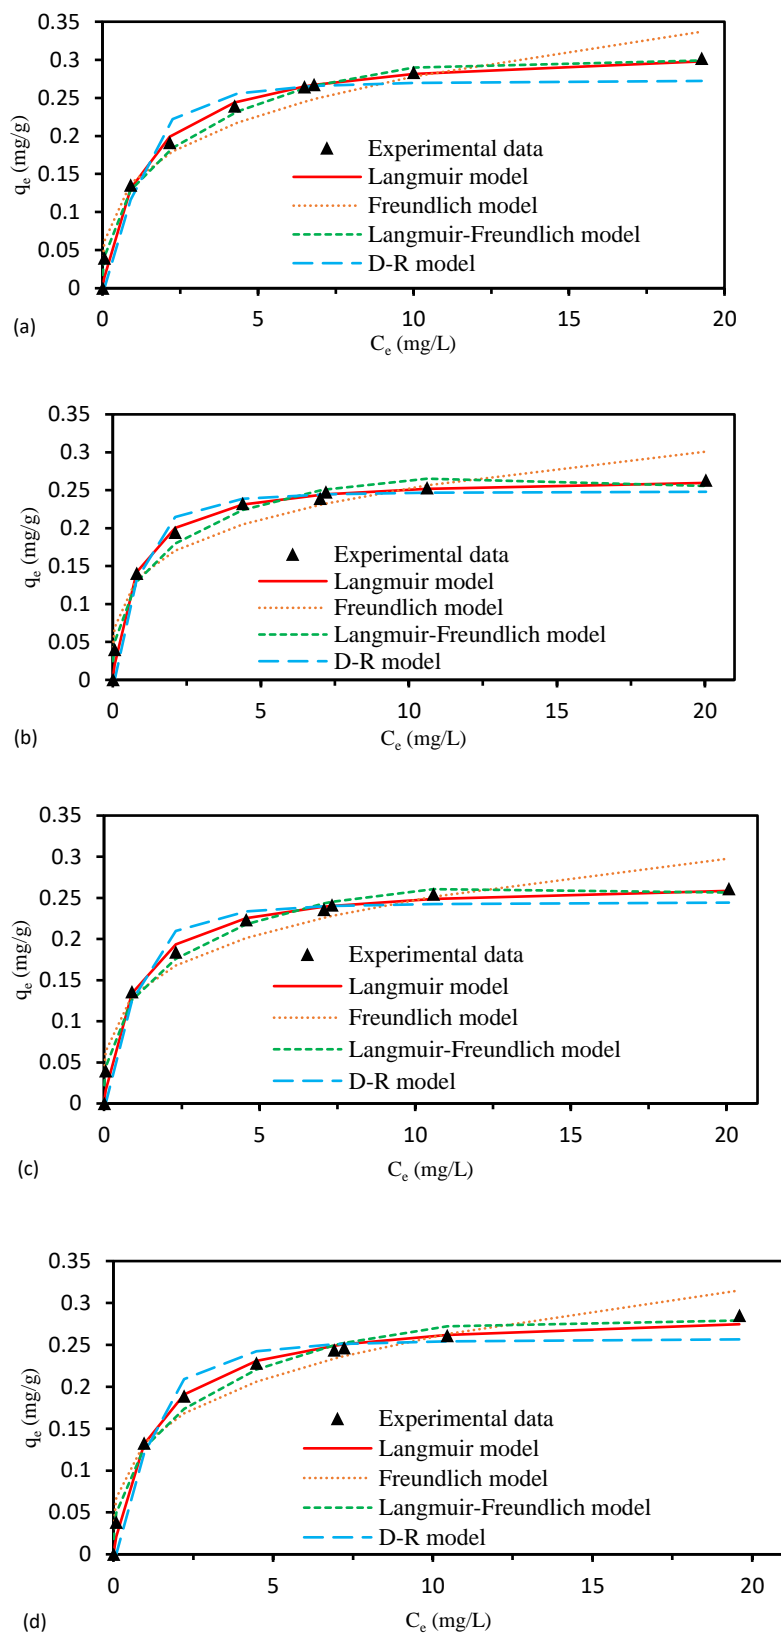 0.35
0.3
0.25
0.2
0.15
0.1
0.05
0
qe (mg/g)
Experimental data
Langmuir model
Freundlich model
Langmuir-Freundlich model
D-R model
0 5 10 15 20
Ce (mg/L)
(a)
0.35
0.3
0.25
0.2
0.15
0.1
0.05
0
qe (mg/g)
Experimental data
Langmuir model
Freundlich model
Langmuir-Freundlich model
D-R model
0 5 10 15 20
Ce (mg/L)
(b)
0.35
0.3
0.25
0.2
0.15
0.1
0.05
0
qe (mg/g)
Experimental data
Langmuir model
Freundlich model
Langmuir-Freundlich model
D-R model
0 5 10 15 20
Ce (mg/L)
(c)
0.35
0.3
0.25
0.2
0.15
0.1
0.05
0
qe (mg/g)
Experimental data
Langmuir model
Freundlich model
Langmuir-Freundlich model
D-R model
0 5 10 15 20
Ce (mg/L)
(d)